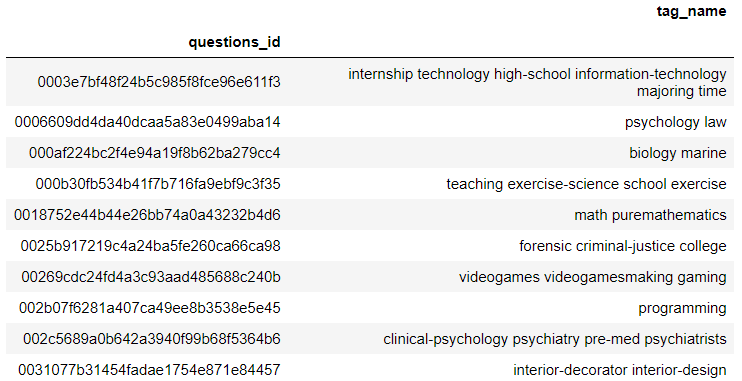 tag_name
questions_id
0003e7bf48f24b5c985f8fce96e611f3 internship technology high-school information-technology
majoring time
0006609dd4da40dcaa5a83e0499aba14 psychology law
000af224bc2f4e94a19f8b62ba279cc4 biology marine
000b30fb534b41f7b716fa9ebf9c3f35 teaching exercise-science school exercise
0018752e44b44e26bb74a0a43232b4d6 math puremathematics
0025b917219c4a24ba5fe260ca66ca98 forensic criminal-justice college
00269cdc24fd4a3c93aad485688c240b videogames videogamesmaking gaming
002b07f6281a407ca49ee8b3538e5e45 programming
002c5689a0b642a3940f99b68f5364b6 clinical-psychology psychiatry pre-med psychiatrists
0031077b31454fadae1754e871e84457 interior-decorator interior-design